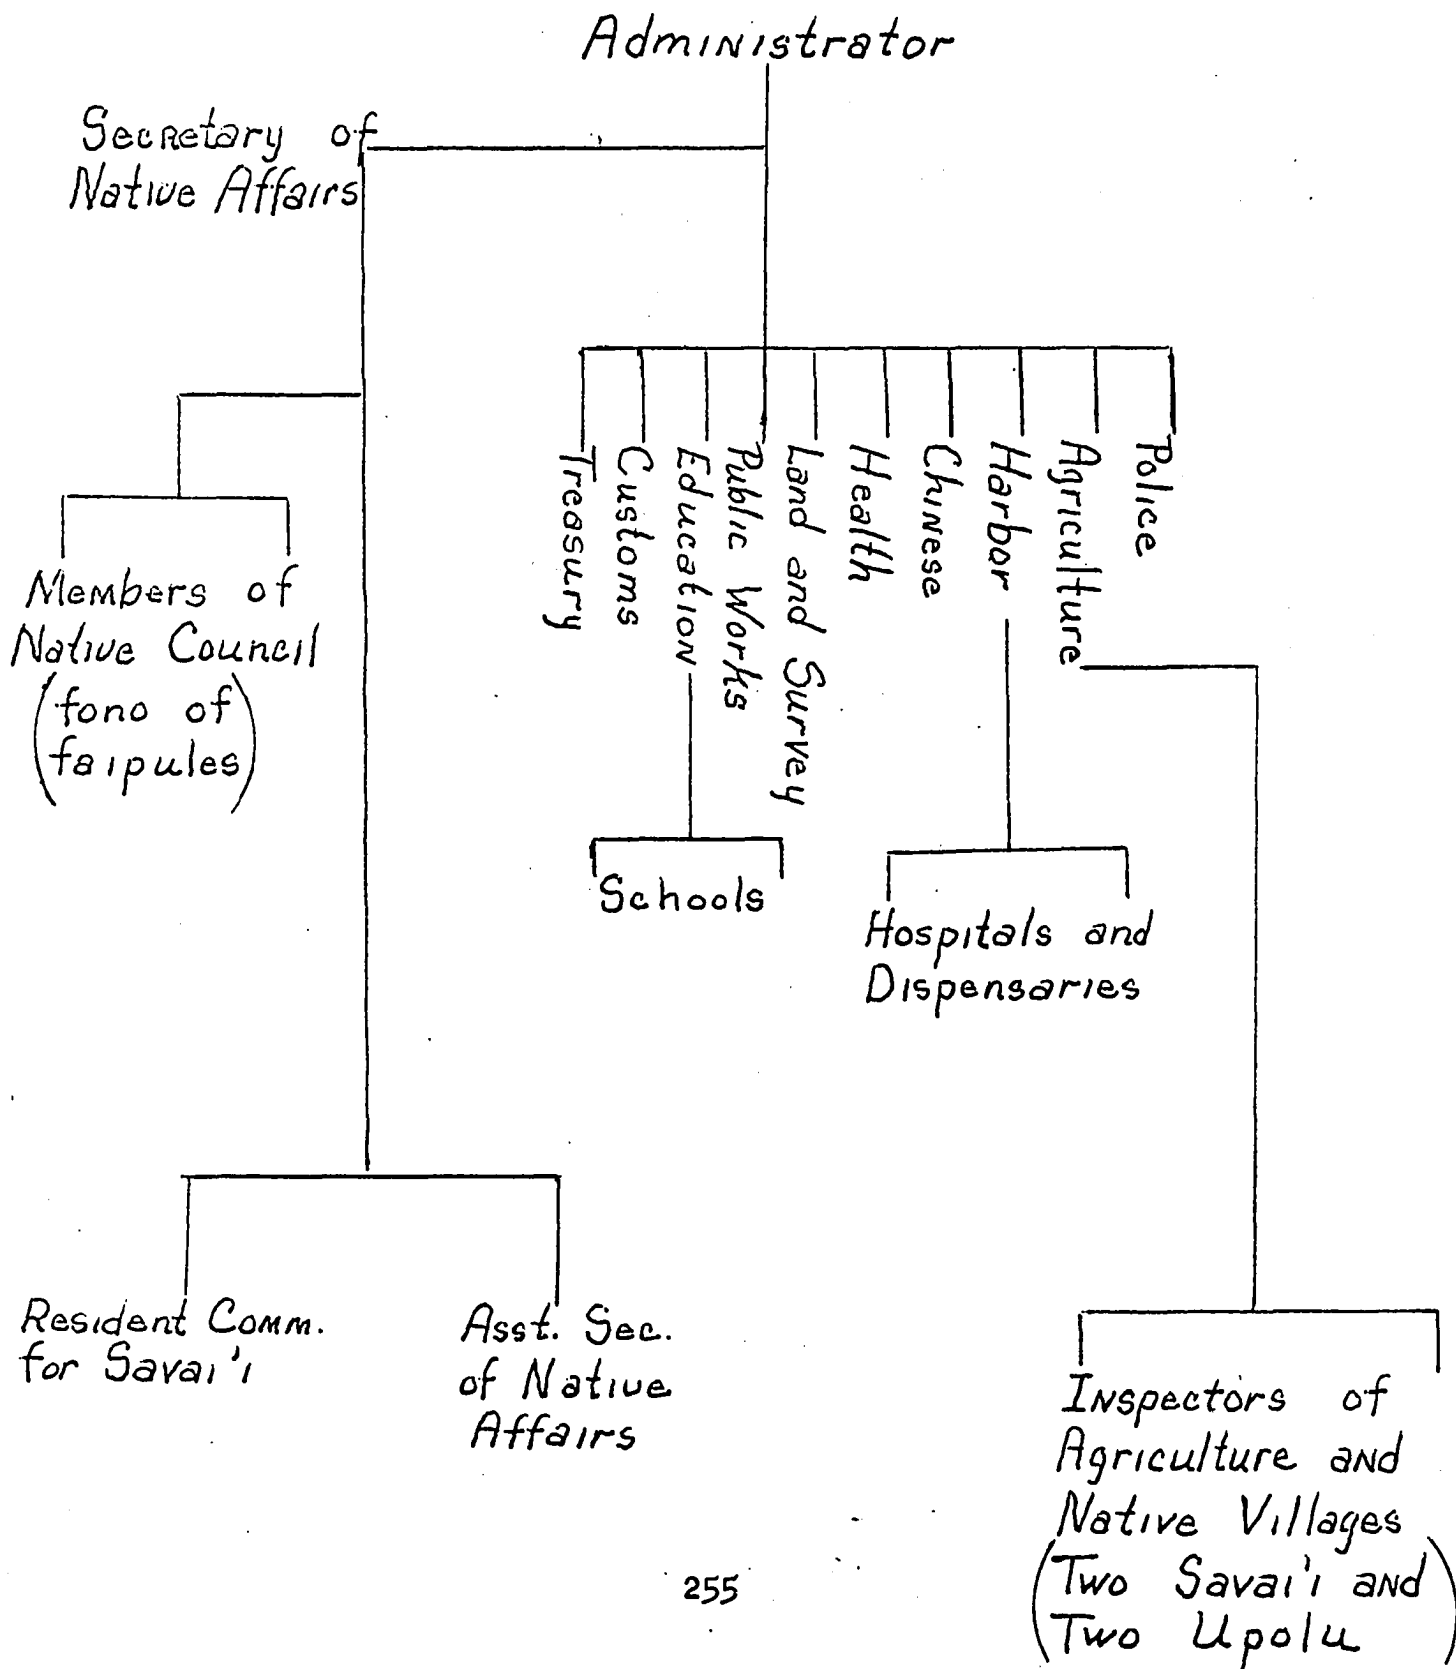 Administrator
Secretary of
Native Affairs
Treasury
Customs
Education
Public Works
Land and Survey
Health
Chinese
Harbor
Agriculture
Police
Members of
Native Council
(fono of
faipules)
Schools
Hospitals and
Dispensaries
Resident Comm.
for Savai'i
Asst. Sec.
of Native
Affairs
Inspectors of
Agriculture and
Native Villages
(Two Savai'i and
Two Upolu)
255